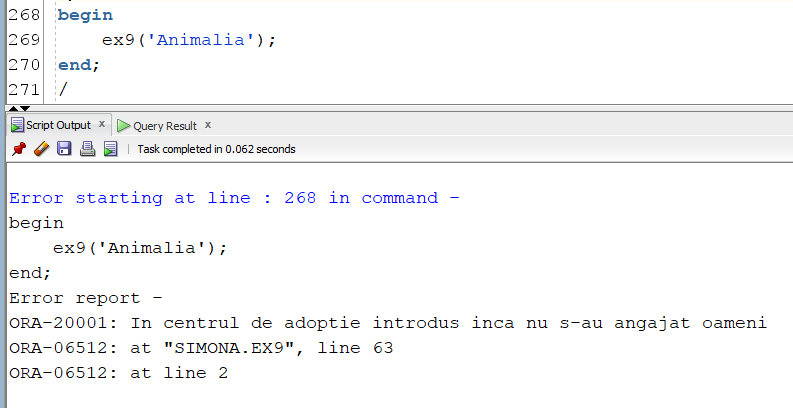 268 begin
269     ex9('Animalia');
270 end;
271 /
Script Output x Query Result x
Task completed in 0.062 seconds
Error starting at line : 268 in command -
begin
    ex9('Animalia');
end;
Error report -
ORA-20001: In centrul de adoptie introdus inca nu s-au angajat oameni
ORA-06512: at "SIMONA.EX9", line 63
ORA-06512: at line 2